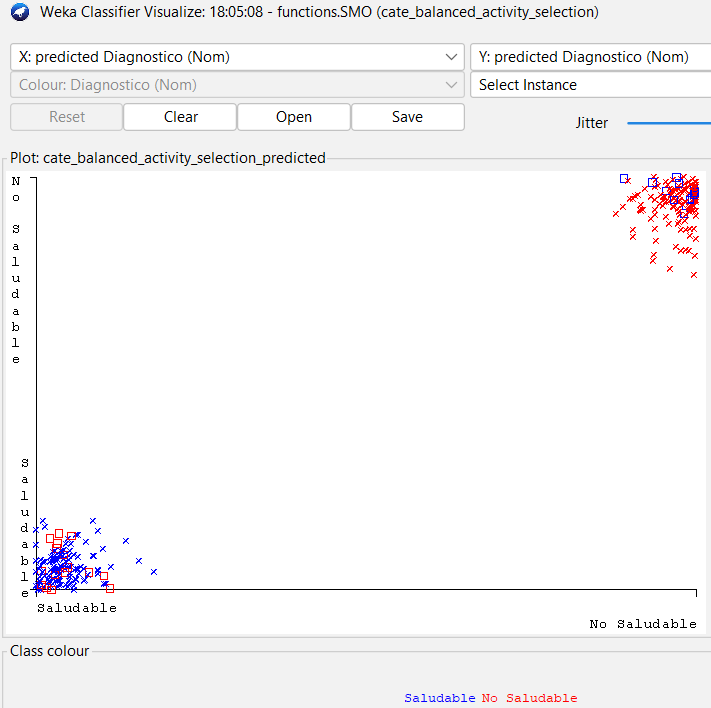 Weka Classifier Visualize: 18:05:08 - functions.SMO (cate_balanced_activity_selection)
X: predicted Diagnostico (Nom)
Y: predicted Diagnostico (Nom)
Colour: Diagnostico (Nom)
Select Instance
Reset
Clear
Open
Save
Jitter
Plot: cate_balanced_activity_selection_predicted
No Saludable
Saludable
Saludable
No Saludable
Class colour
Saludable No Saludable